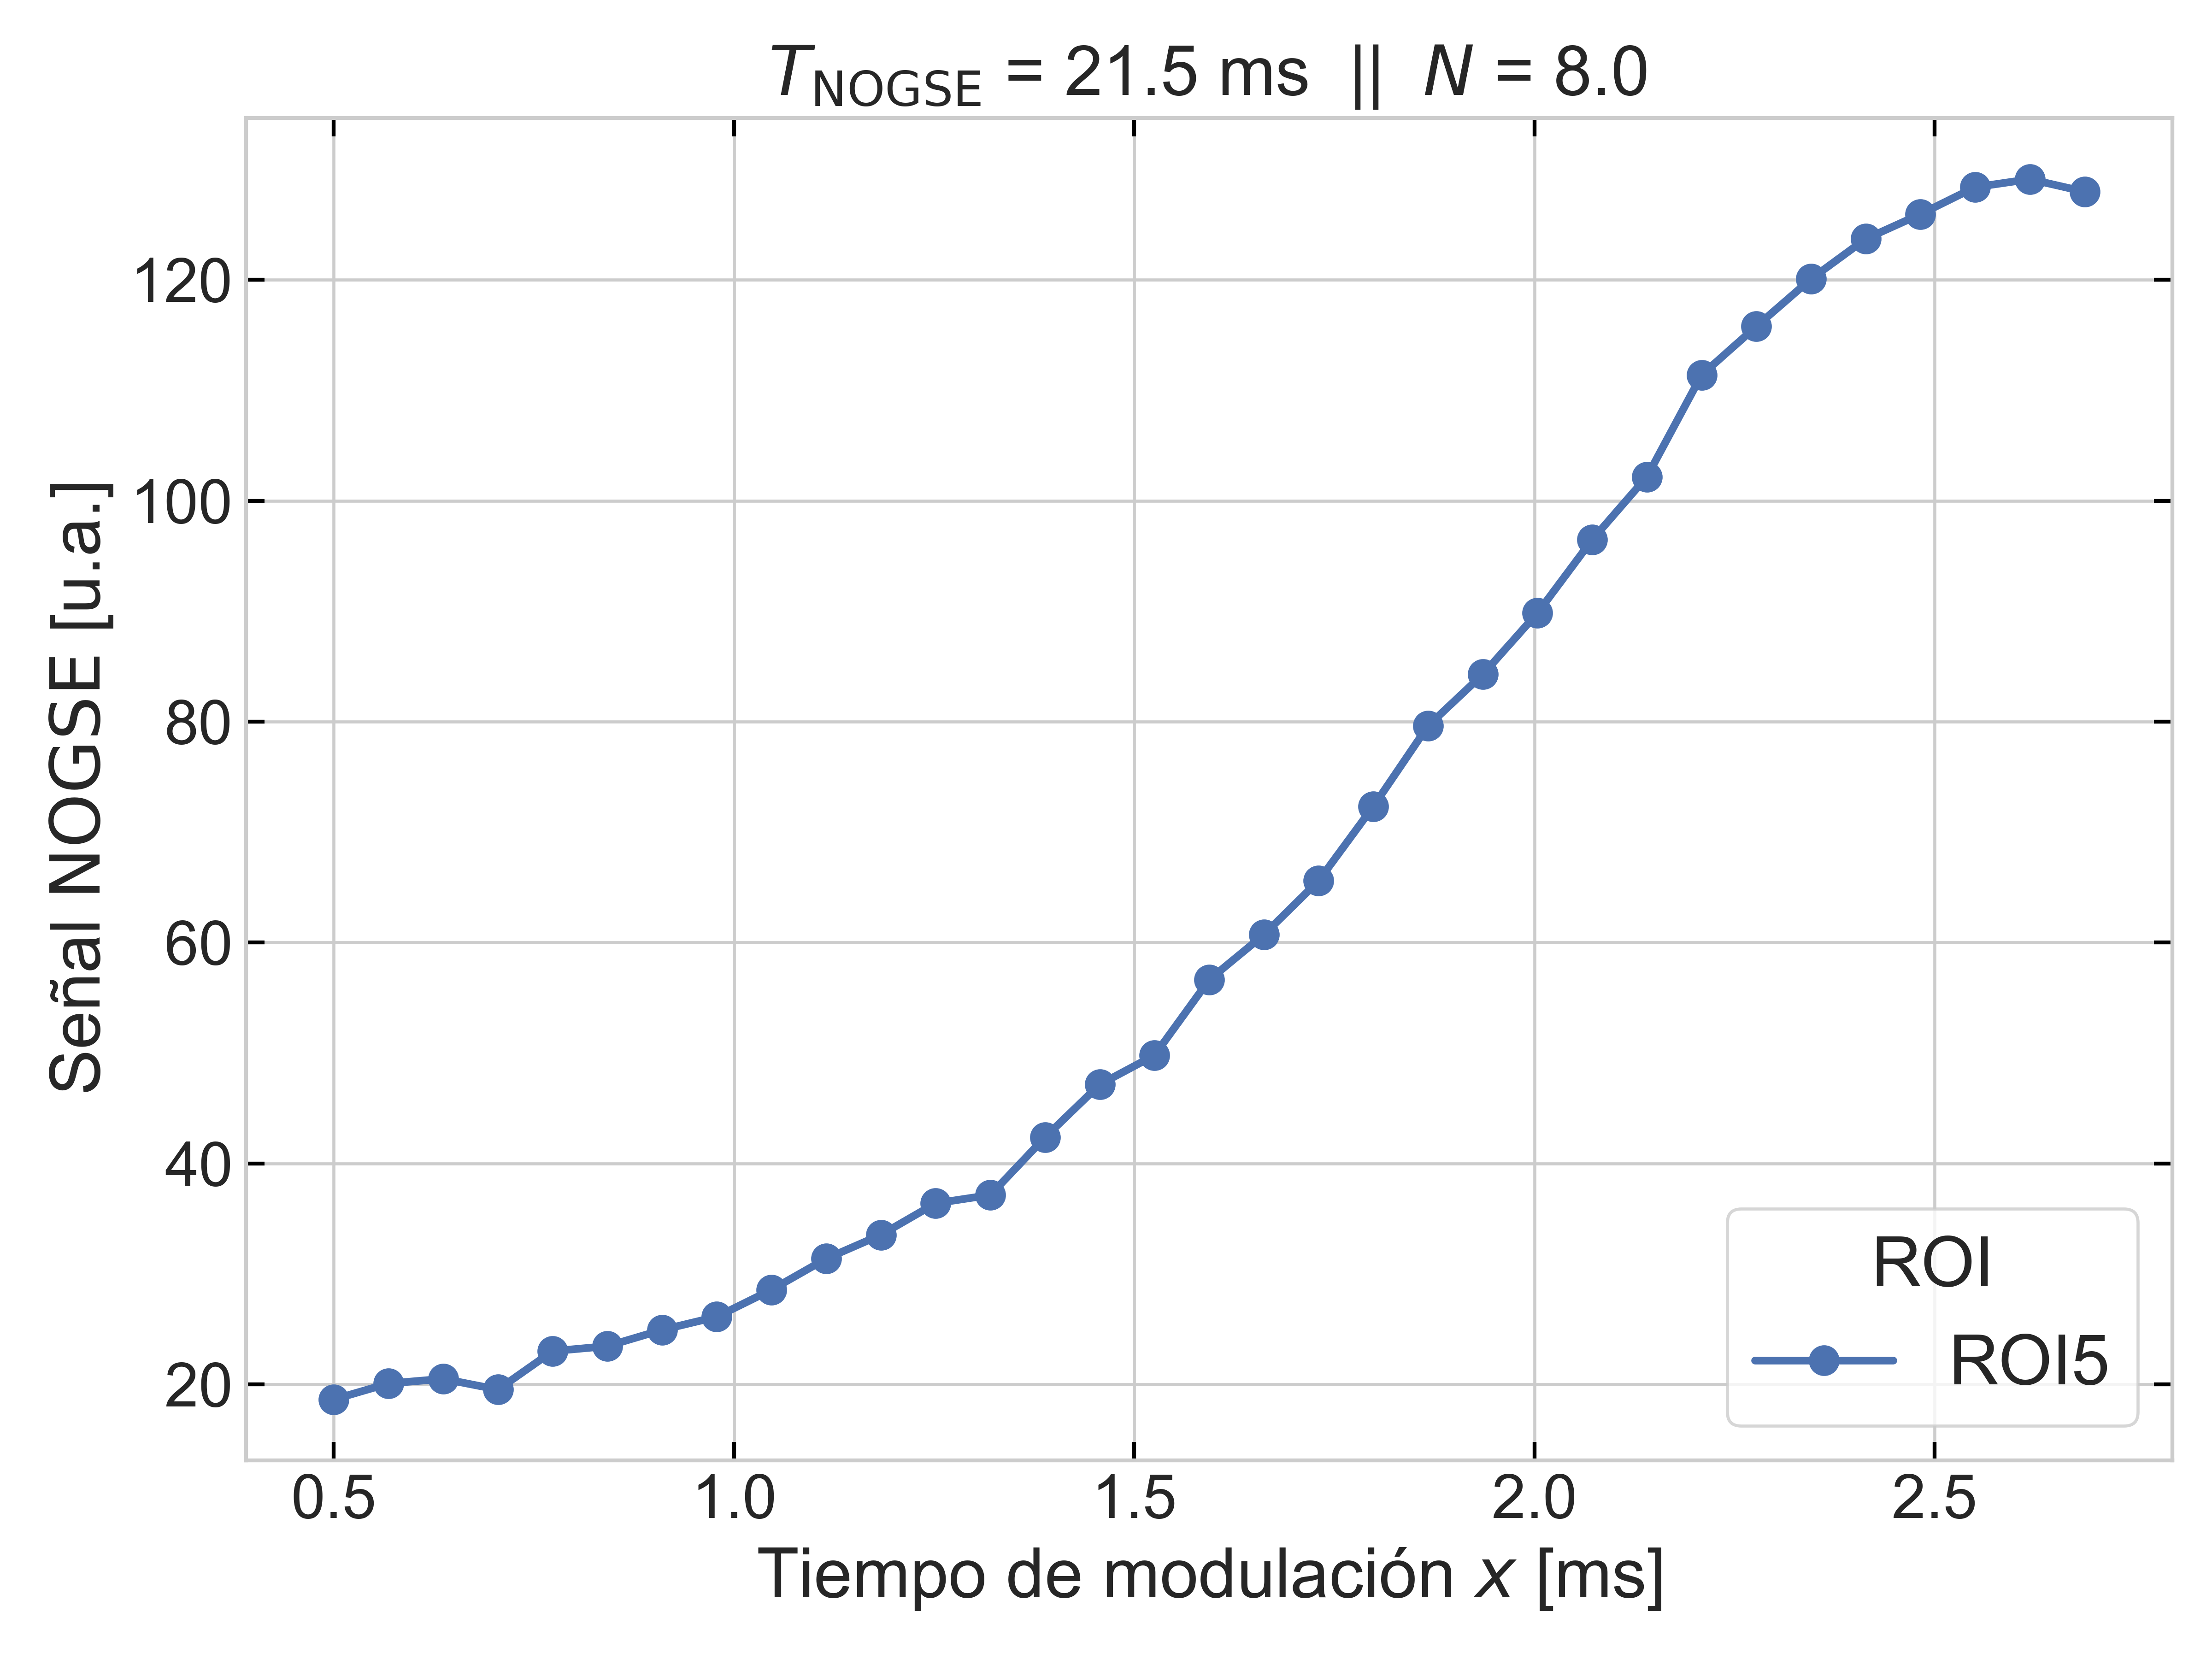 T_NOGSE = 21.5 ms || N = 8.0
Señal NOGSE [u.a.]
120
100
80
60
40
20
ROI
ROI5
0.5 1.0 1.5 2.0 2.5
Tiempo de modulación x [ms]